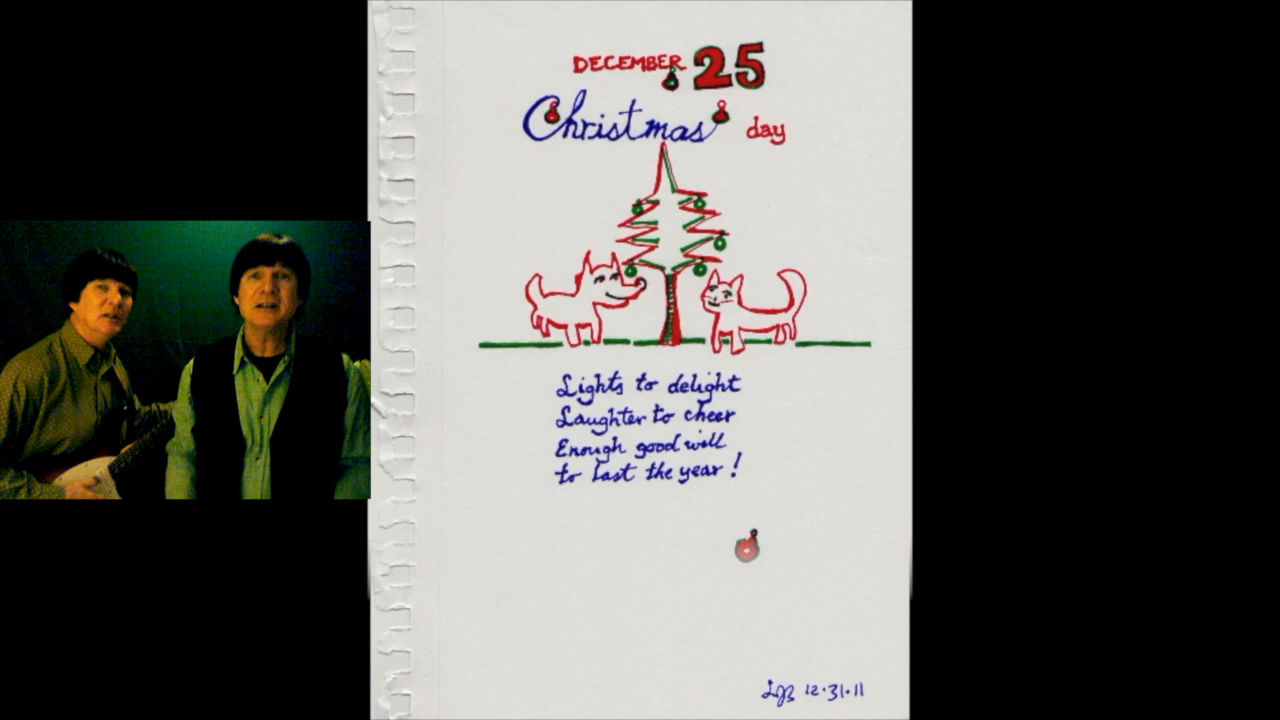 DECEMBER 25
Christmas day
Lights to delight
Laughter to cheer
Enough good will
to last the year!
LJB 12.31.11